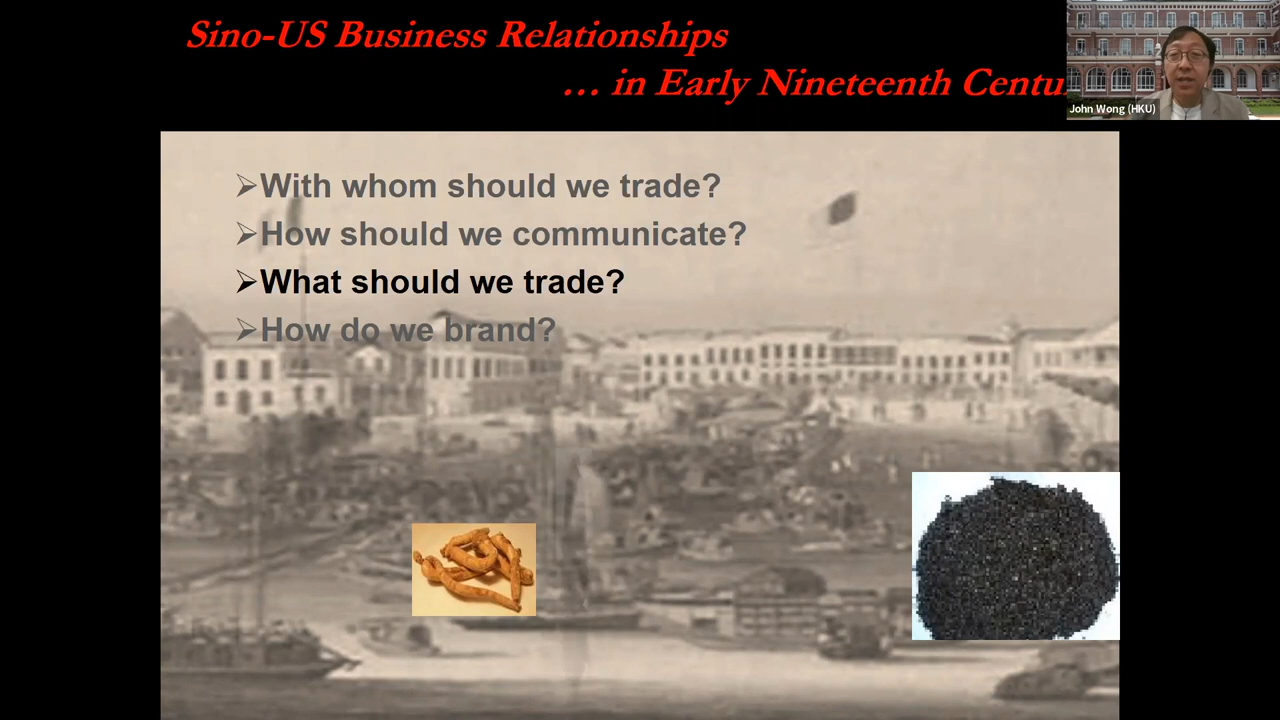 Sino-US Business Relationships
… in Early Nineteenth Centu
John Wong (HKU)
➢With whom should we trade?
➢How should we communicate?
➢What should we trade?
➢How do we brand?